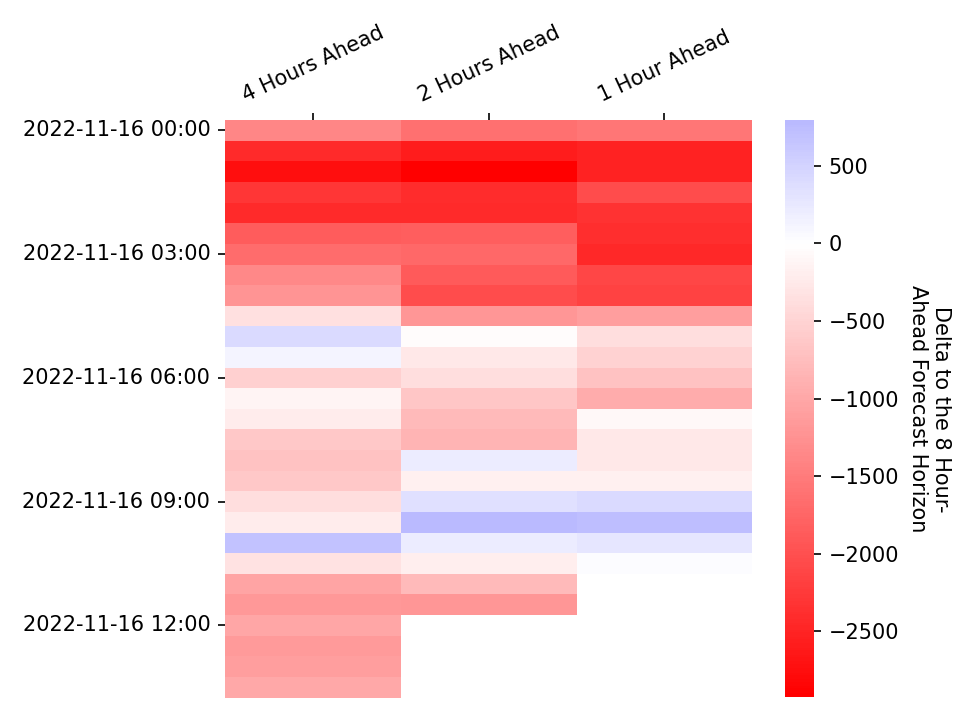 4 Hours Ahead
2 Hours Ahead
1 Hour Ahead
2022-11-16 00:00
2022-11-16 03:00
2022-11-16 06:00
2022-11-16 09:00
2022-11-16 12:00
500
0
−500
−1000
−1500
−2000
−2500
Delta to the 8 Hour-
Ahead Forecast Horizon